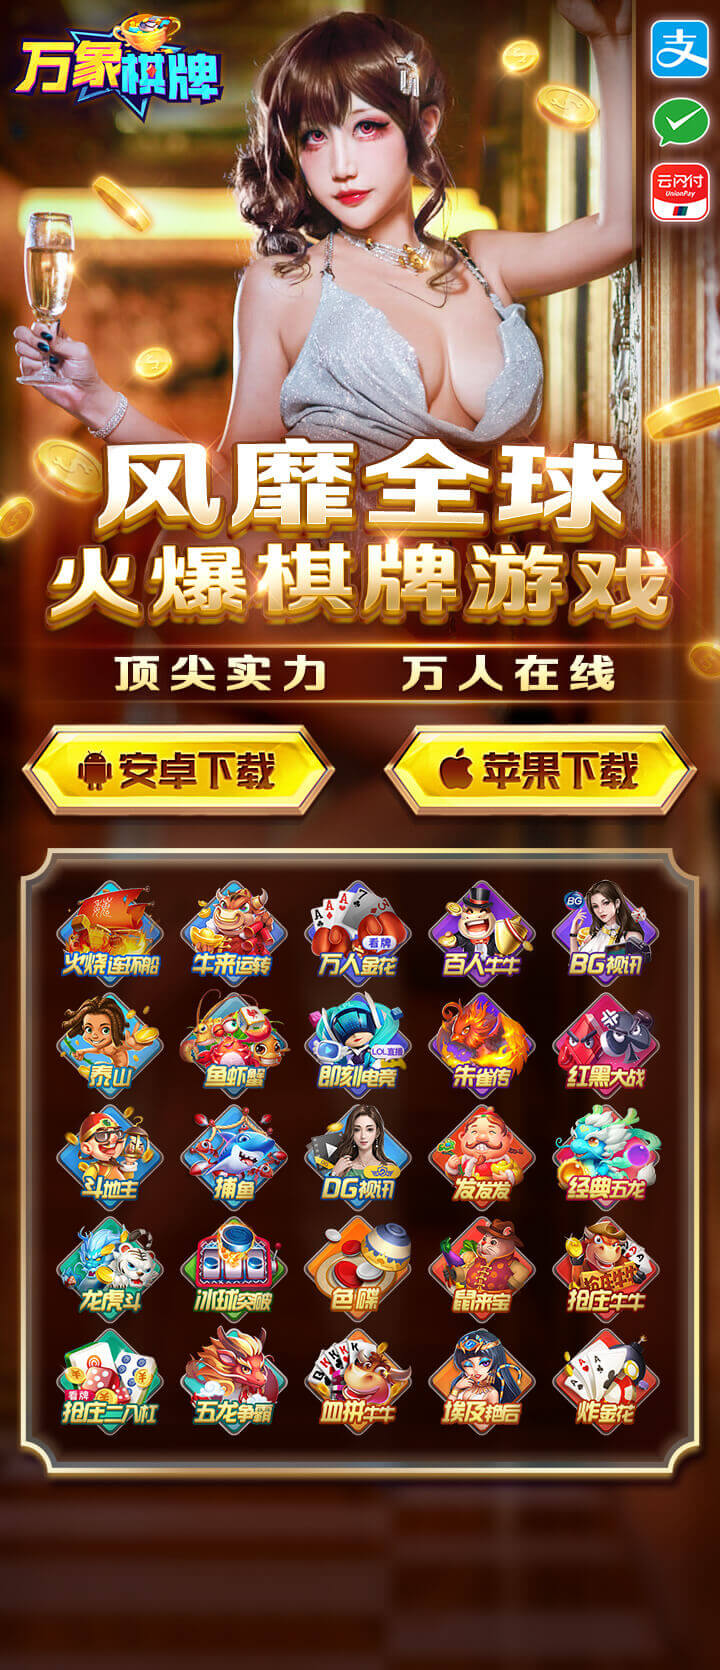 万象棋牌
支
云闪付
UnionPay
风靡全球
火爆棋牌游戏
顶尖实力 万人在线
安卓下载 苹果下载
火烧连环船 牛来运转 看牌 万人金花 百人牛牛 BG BG视讯
泰山 鱼虾蟹 LOL直播 即刻电竞 朱雀传 红黑大战
斗地主 捕鱼 DG视讯 发发发 经典五龙
龙虎斗 冰球突破 色碟 鼠来宝 抢庄牛牛
看牌 抢庄二八杠 五龙争霸 血拼牛牛 埃及艳后 炸金花